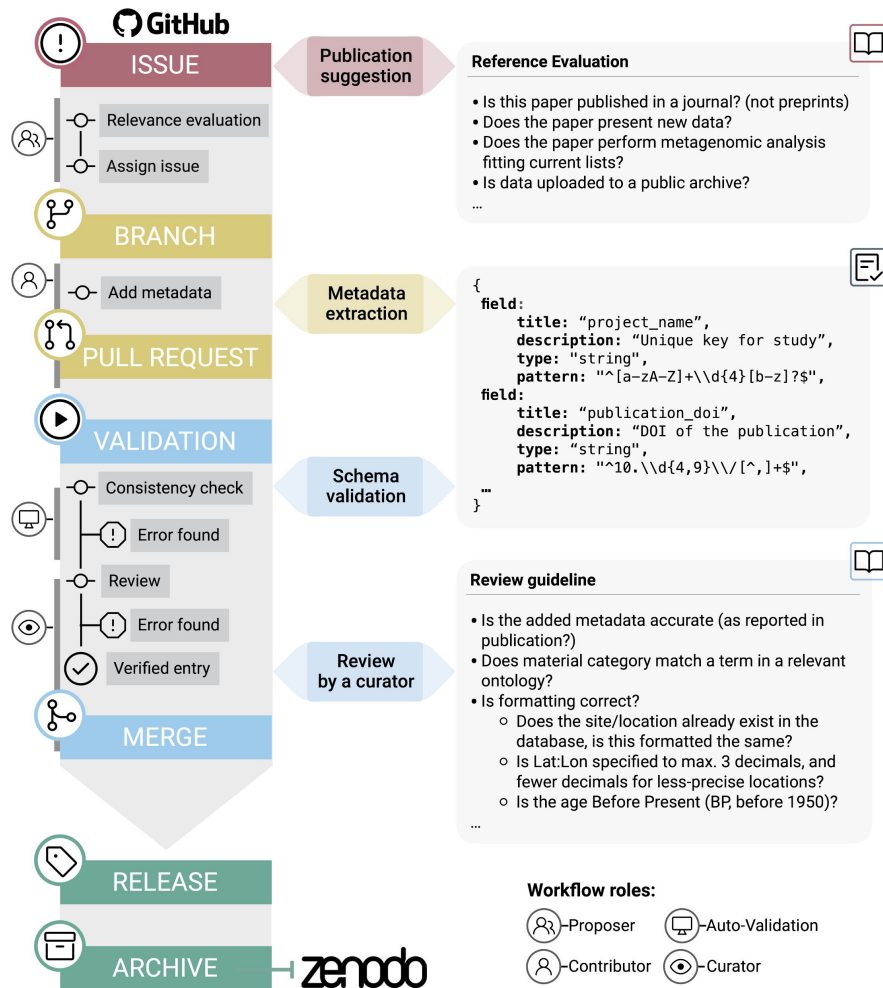 GitHub
ISSUE
Relevance evaluation
Assign issue
BRANCH
Add metadata
PULL REQUEST
VALIDATION
Consistency check
Error found
Review
Error found
Verified entry
MERGE
RELEASE
ARCHIVE
zenodo
Publication
suggestion
Metadata
extraction
Schema
validation
Review
by a curator
Reference Evaluation
• Is this paper published in a journal? (not preprints)
• Does the paper present new data?
• Does the paper perform metagenomic analysis
fitting current lists?
• Is data uploaded to a public archive?
...
{
field:
title: “project_name”,
description: “Unique key for study”,
type: "string",
pattern: "^[a-zA-Z]+\\d{4}[b-z]?$",
field:
title: “publication_doi”,
description: “DOI of the publication”,
type: "string",
pattern: "^10.\\d{4,9}\\/[^,]+$",
…
}
Review guideline
• Is the added metadata accurate (as reported in
publication?)
• Does material category match a term in a relevant
ontology?
• Is formatting correct?
○ Does the site/location already exist in the
database, is this formatted the same?
○ Is Lat:Lon specified to max. 3 decimals, and
fewer decimals for less-precise locations?
○ Is the age Before Present (BP, before 1950)?
...
Workflow roles:
Proposer
Auto-Validation
Contributor
Curator